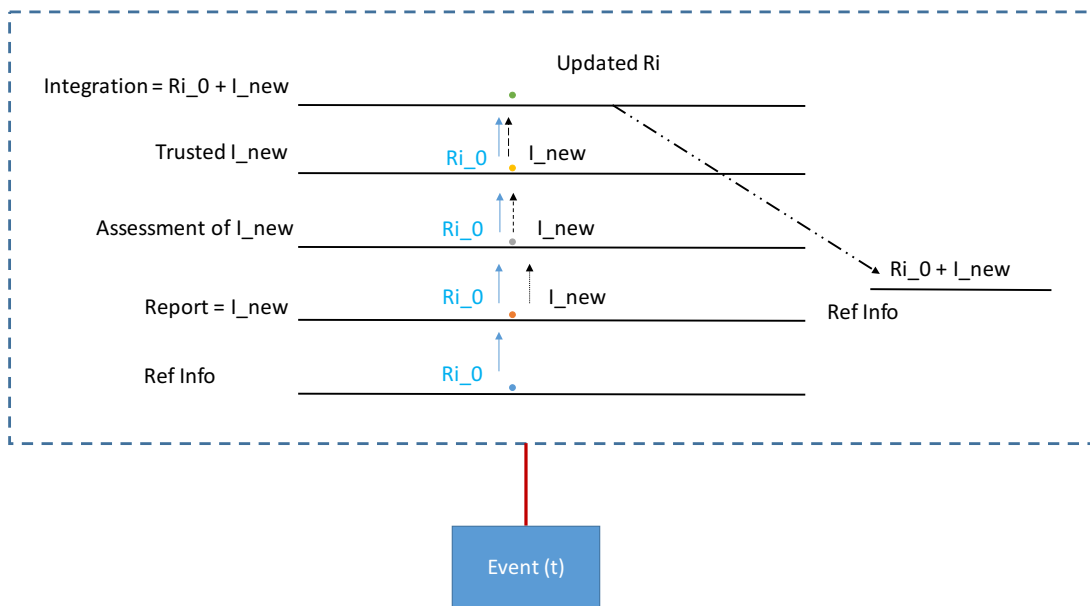 Updated Ri
Integration = Ri_0 + I_new
Trusted I_new
Ri_0
I_new
Assessment of I_new
Ri_0
I_new
Ri_0 + I_new
Report = I_new
Ri_0
I_new
Ref Info
Ref Info
Ri_0
Event (t)